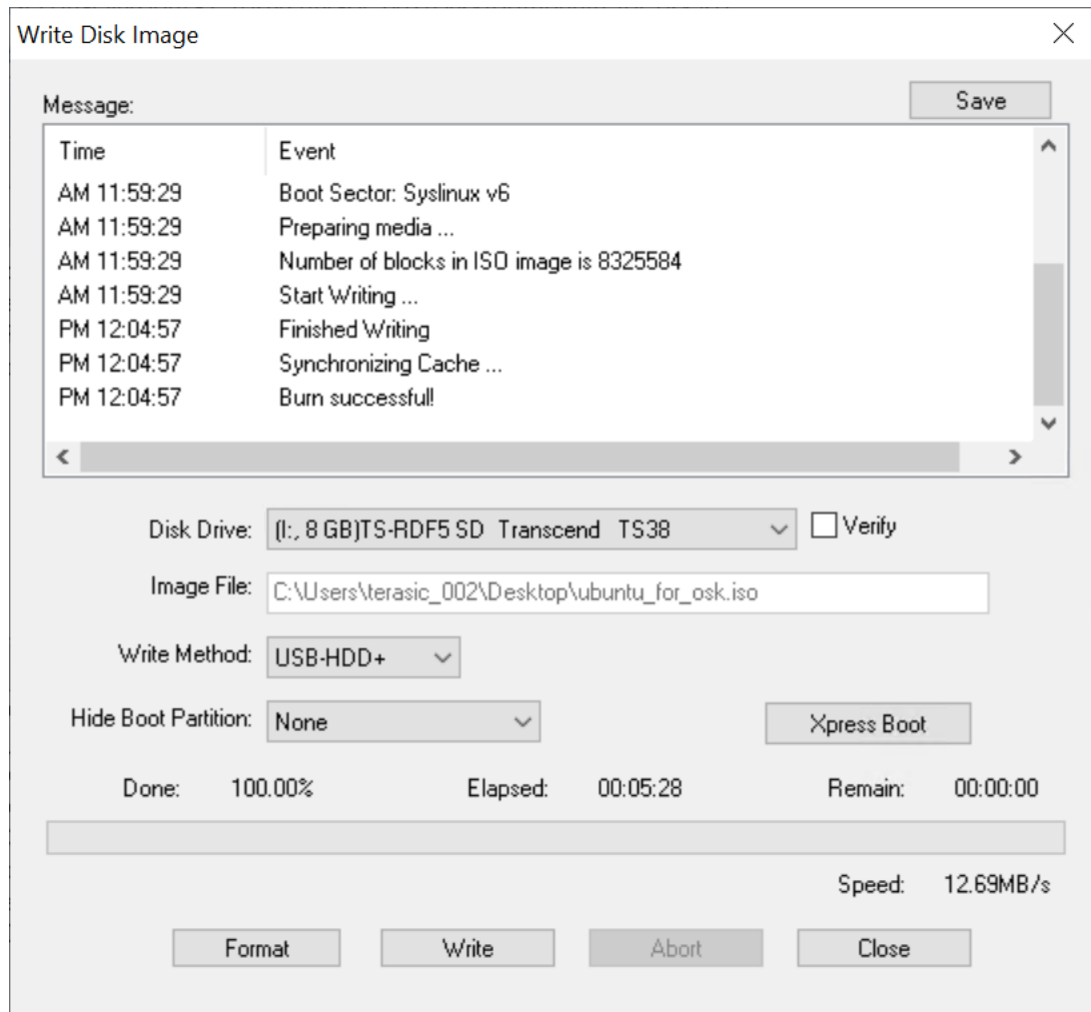 Write Disk Image
Message:
Save
Time Event
AM 11:59:29 Boot Sector: Syslinux v6
AM 11:59:29 Preparing media ...
AM 11:59:29 Number of blocks in ISO image is 8325584
AM 11:59:29 Start Writing ...
PM 12:04:57 Finished Writing
PM 12:04:57 Synchronizing Cache ...
PM 12:04:57 Burn successful!
Disk Drive: (I:, 8 GB)TS-RDF5 SD Transcend TS38 Verify
Image File: C:\Users\terasic_002\Desktop\ubuntu_for_osk.iso
Write Method: USB-HDD+
Hide Boot Partition: None Xpress Boot
Done: 100.00% Elapsed: 00:05:28 Remain: 00:00:00
Speed: 12.69MB/s
Format Write Abort Close